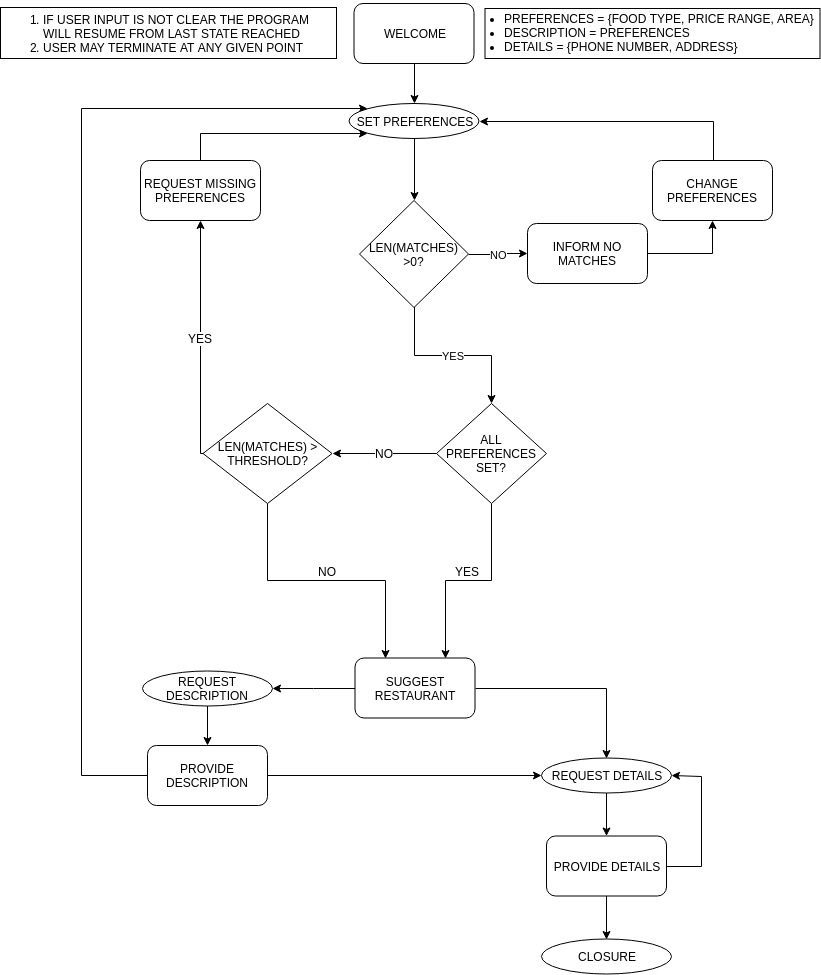 1. IF USER INPUT IS NOT CLEAR THE PROGRAM
WILL RESUME FROM LAST STATE REACHED
2. USER MAY TERMINATE AT ANY GIVEN POINT
WELCOME
• PREFERENCES = {FOOD TYPE, PRICE RANGE, AREA}
• DESCRIPTION = PREFERENCES
• DETAILS = {PHONE NUMBER, ADDRESS}
SET PREFERENCES
REQUEST MISSING
PREFERENCES
CHANGE
PREFERENCES
LEN(MATCHES)
>0?
NO
INFORM NO
MATCHES
YES
YES
LEN(MATCHES) >
THRESHOLD?
NO
ALL
PREFERENCES
SET?
NO
YES
SUGGEST
RESTAURANT
REQUEST
DESCRIPTION
PROVIDE
DESCRIPTION
REQUEST DETAILS
PROVIDE DETAILS
CLOSURE